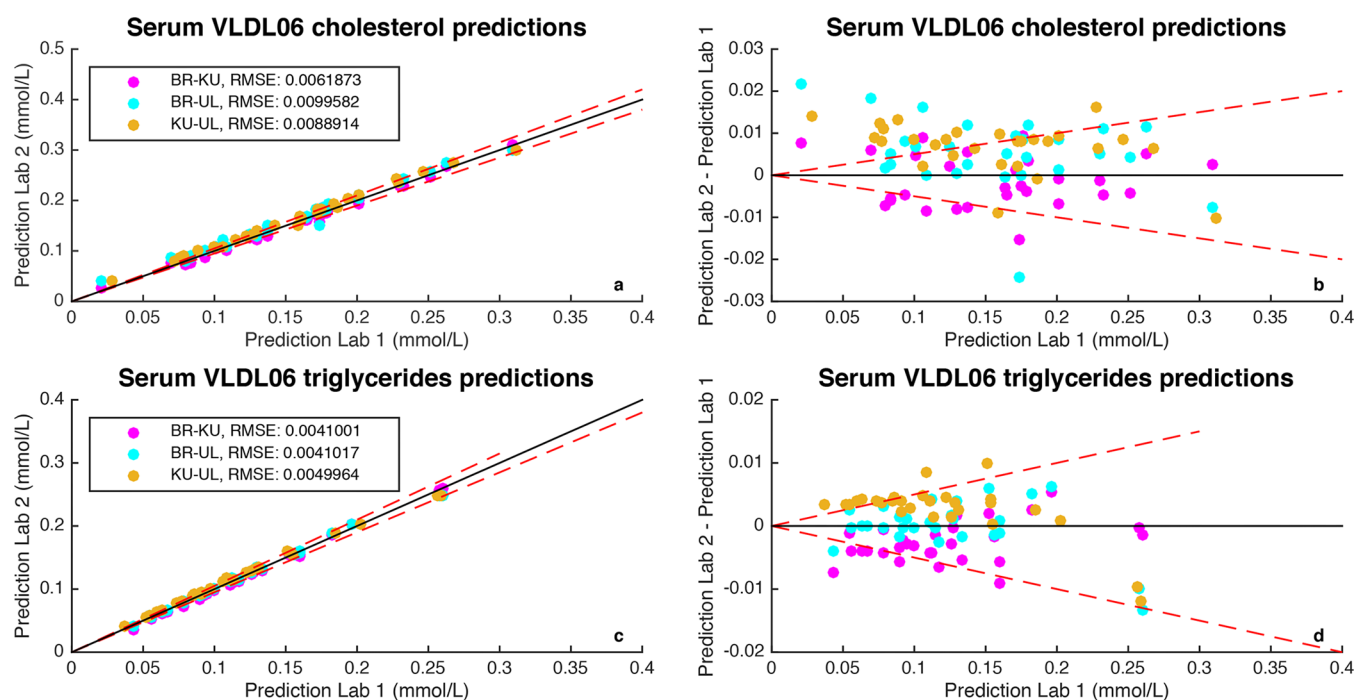 Serum VLDL06 cholesterol predictions
Prediction Lab 2 (mmol/L)
0.5
0.4
0.3
0.2
0.1
0
BR-KU, RMSE: 0.0061873
BR-UL, RMSE: 0.0099582
KU-UL, RMSE: 0.0088914
a
0 0.05 0.1 0.15 0.2 0.25 0.3 0.35 0.4
Prediction Lab 1 (mmol/L)
Serum VLDL06 cholesterol predictions
Prediction Lab 2 - Prediction Lab 1
0.03
0.02
0.01
0
-0.01
-0.02
-0.03
b
0 0.05 0.1 0.15 0.2 0.25 0.3 0.35 0.4
Prediction Lab 1 (mmol/L)
Serum VLDL06 triglycerides predictions
Prediction Lab 2 (mmol/L)
0.4
0.3
0.2
0.1
0
BR-KU, RMSE: 0.0041001
BR-UL, RMSE: 0.0041017
KU-UL, RMSE: 0.0049964
c
0 0.05 0.1 0.15 0.2 0.25 0.3 0.35 0.4
Prediction Lab 1 (mmol/L)
Serum VLDL06 triglycerides predictions
Prediction Lab 2 - Prediction Lab 1
0.02
0.01
0
-0.01
-0.02
d
0 0.05 0.1 0.15 0.2 0.25 0.3 0.35 0.4
Prediction Lab 1 (mmol/L)